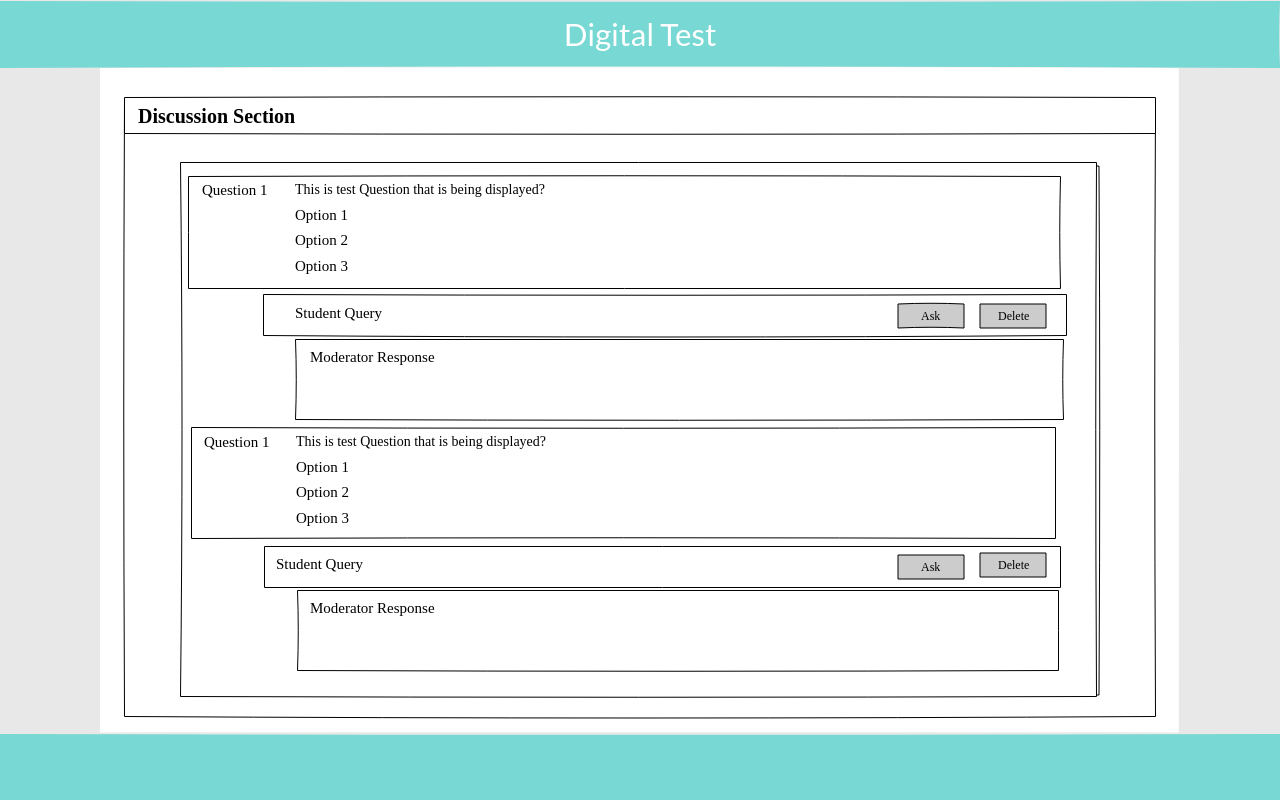 Digital Test
Discussion Section
Question 1 This is test Question that is being displayed?
Option 1
Option 2
Option 3
Student Query Ask Delete
Moderator Response
Question 1 This is test Question that is being displayed?
Option 1
Option 2
Option 3
Student Query Ask Delete
Moderator Response